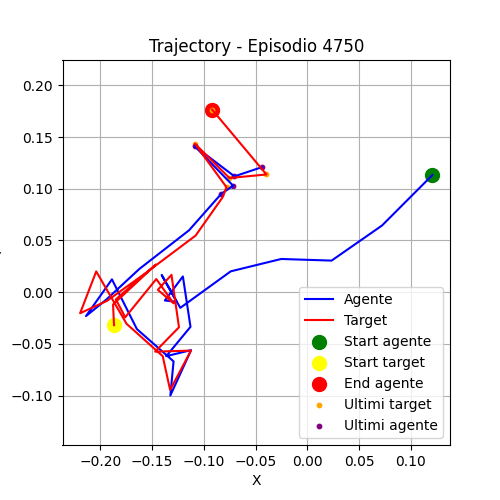 Trajectory - Episodio 4750
0.20
0.15
0.10
0.05
0.00
−0.05
−0.10
−0.20 −0.15 −0.10 −0.05 0.00 0.05 0.10
X
Agente
Target
Start agente
Start target
End agente
Ultimi target
Ultimi agente